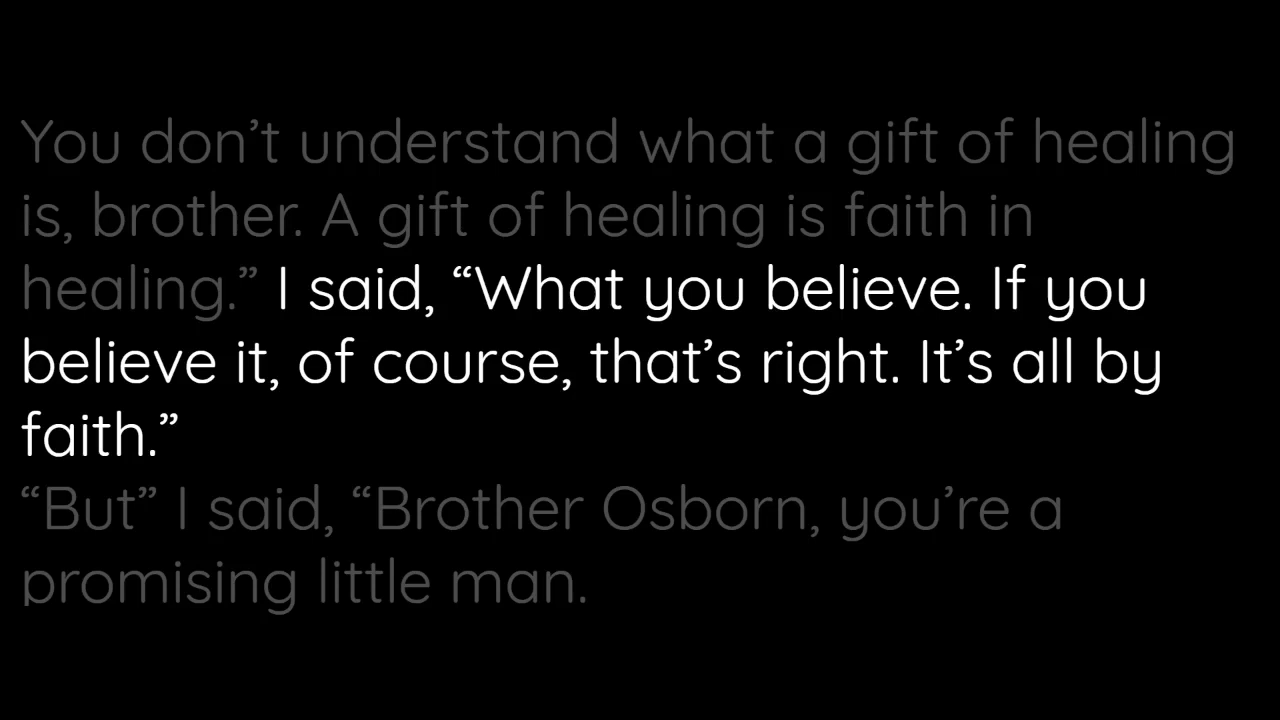 You don’t understand what a gift of healing
is, brother. A gift of healing is faith in
healing.” I said, “What you believe. If you
believe it, of course, that’s right. It’s all by
faith.”
“But” I said, “Brother Osborn, you’re a
promising little man.